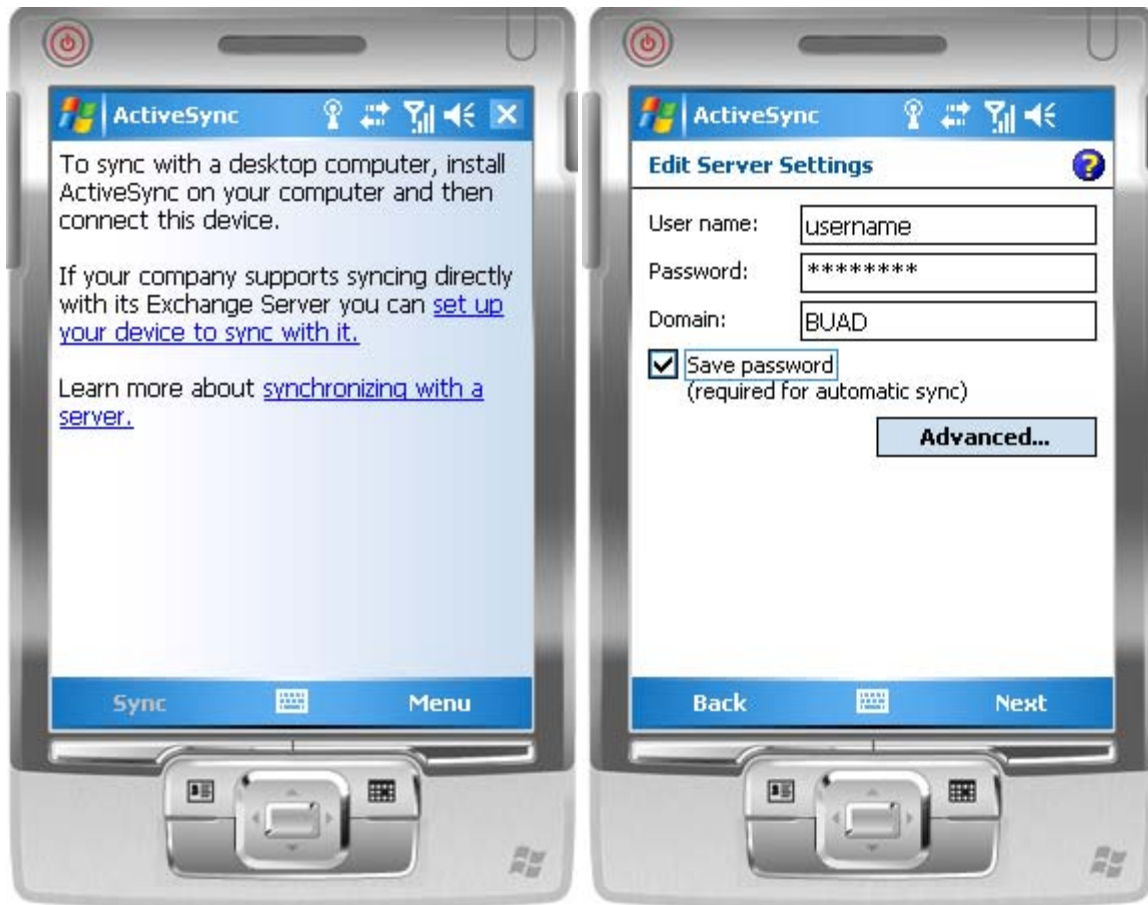 ActiveSync
To sync with a desktop computer, install
ActiveSync on your computer and then
connect this device.
If your company supports syncing directly
with its Exchange Server you can set up
your device to sync with it.
Learn more about synchronizing with a
server.
Sync
Menu
ActiveSync
Edit Server Settings
?
User name:
username
Password:
********
Domain:
BUAD
Save password
(required for automatic sync)
Advanced...
Back
Next